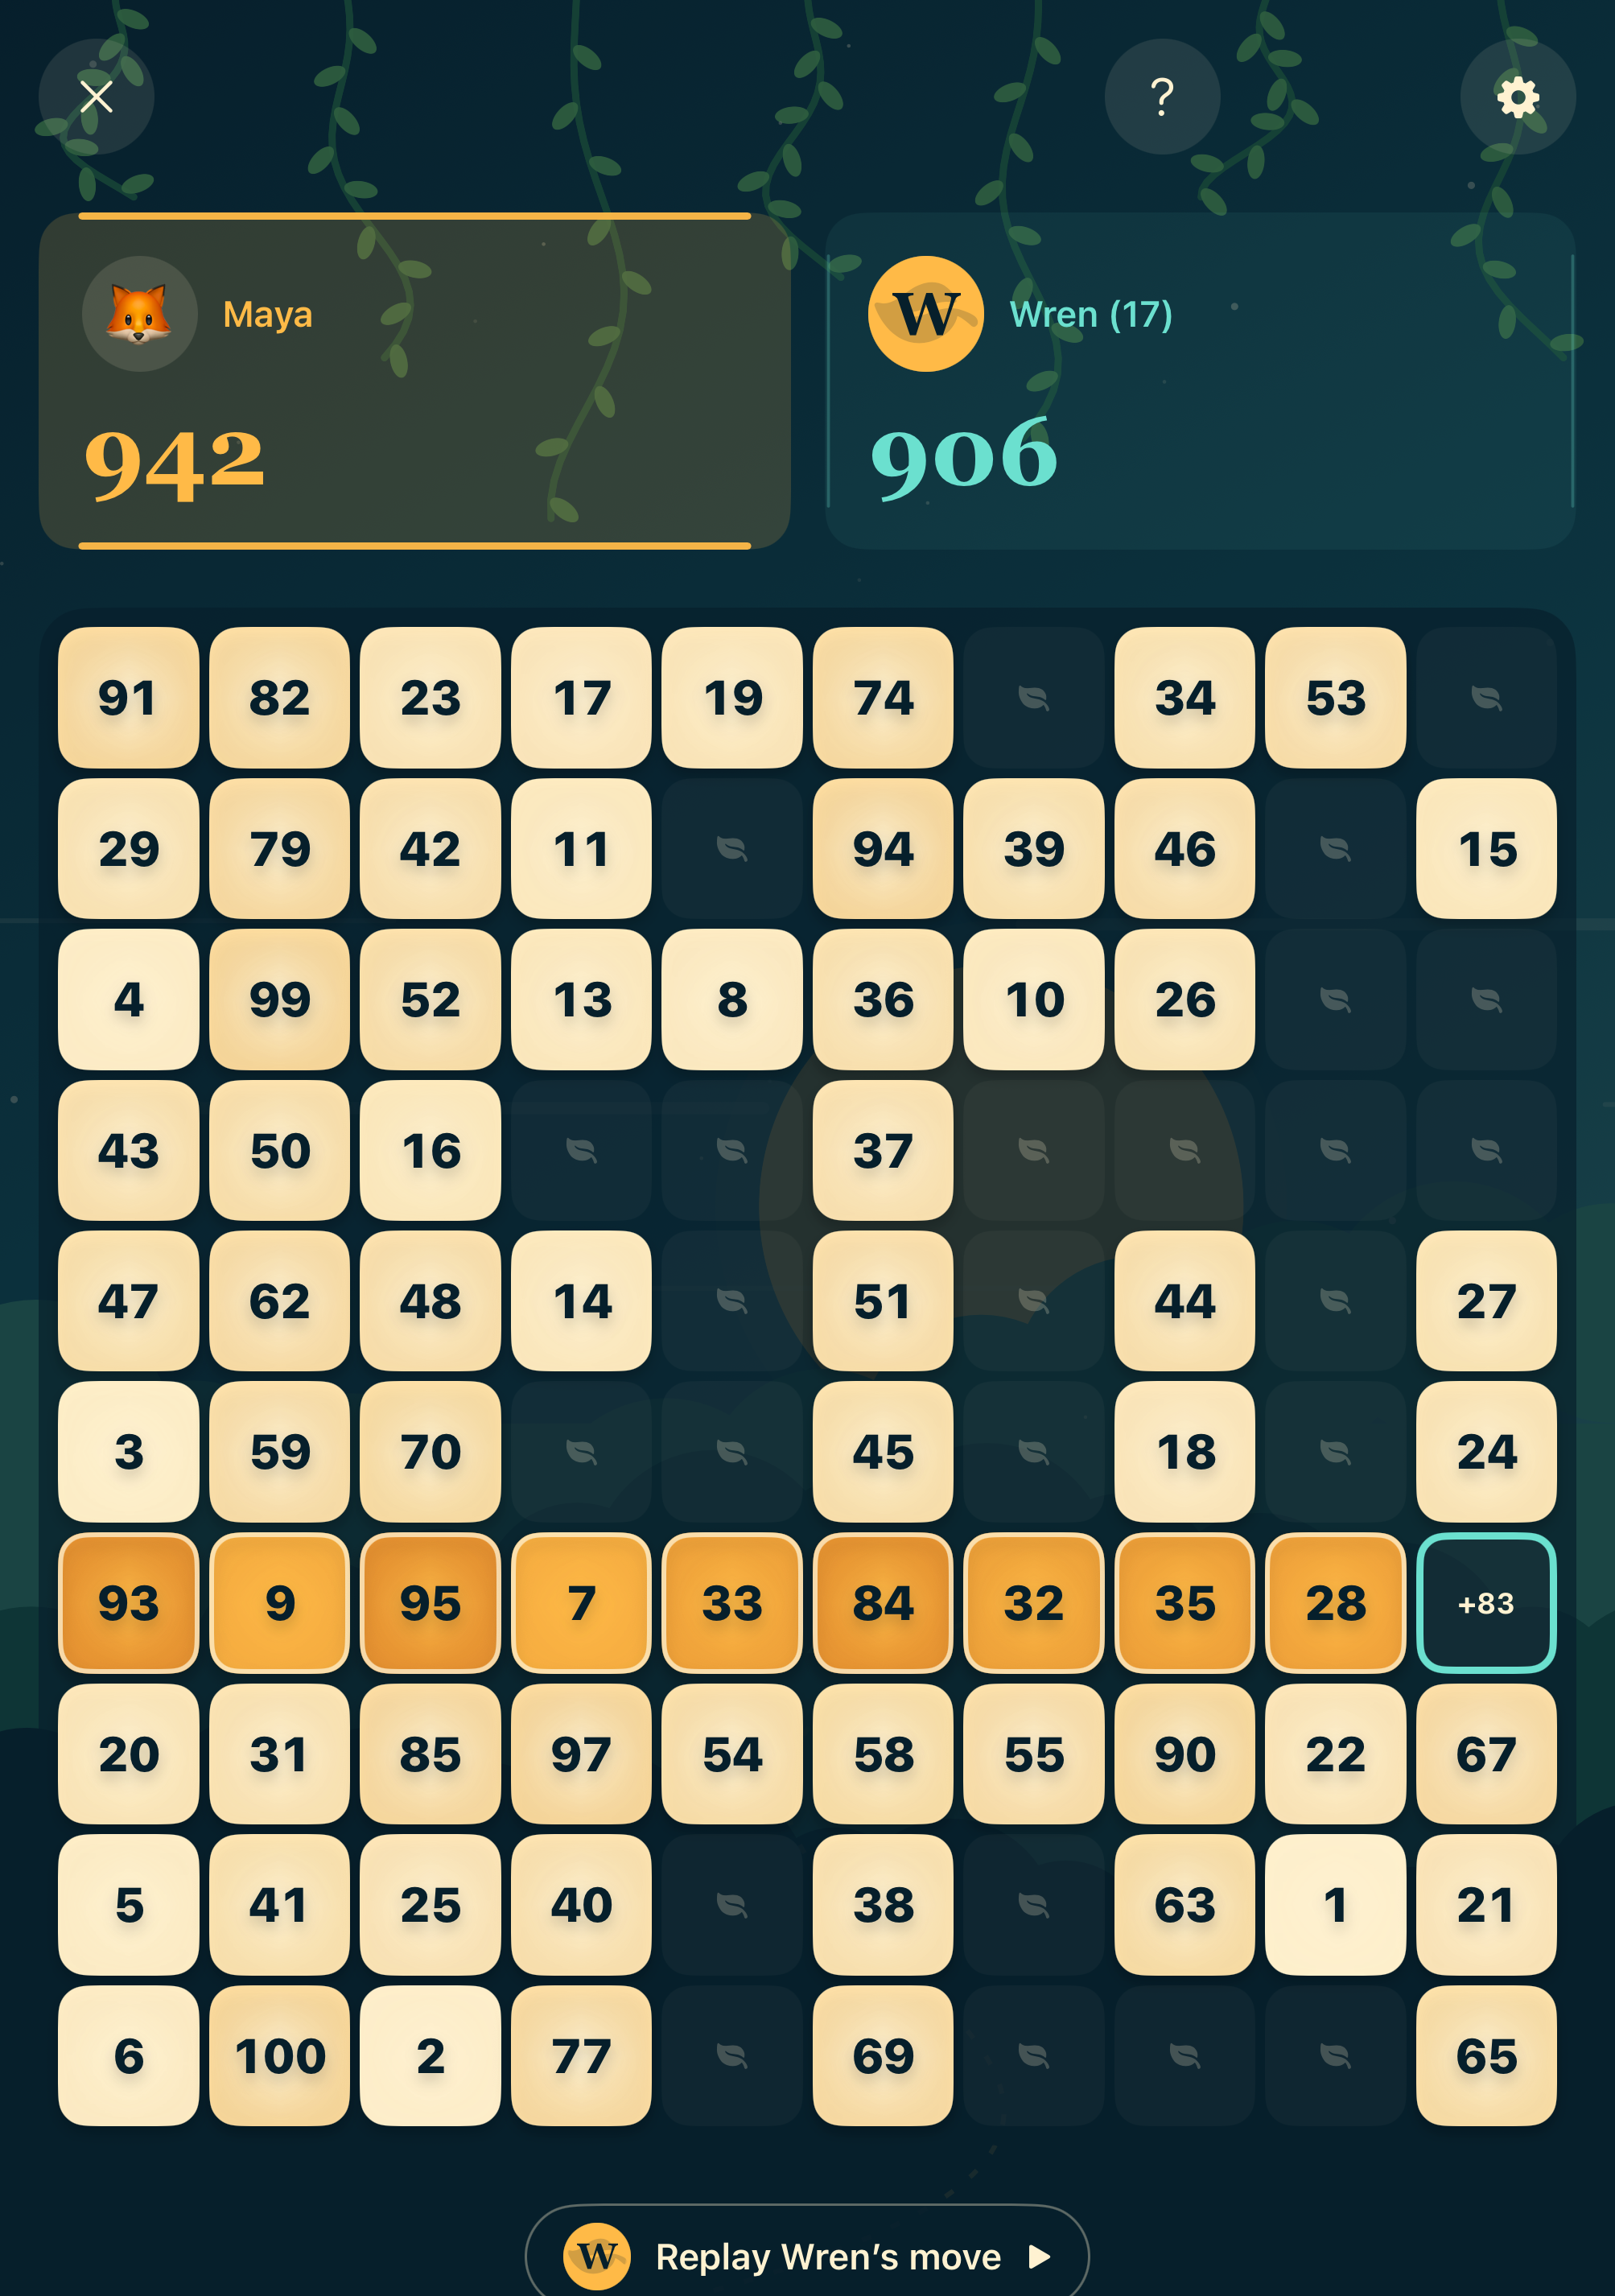 ?
Maya
W Wren (17)
942
906
91 82 23 17 19 74 34 53
29 79 42 11 94 39 46 15
4 99 52 13 8 36 10 26
43 50 16 37
47 62 48 14 51 44 27
3 59 70 45 18 24
93 9 95 7 33 84 32 35 28 +83
20 31 85 97 54 58 55 90 22 67
5 41 25 40 38 63 1 21
6 100 2 77 69 65
W Replay Wren’s move